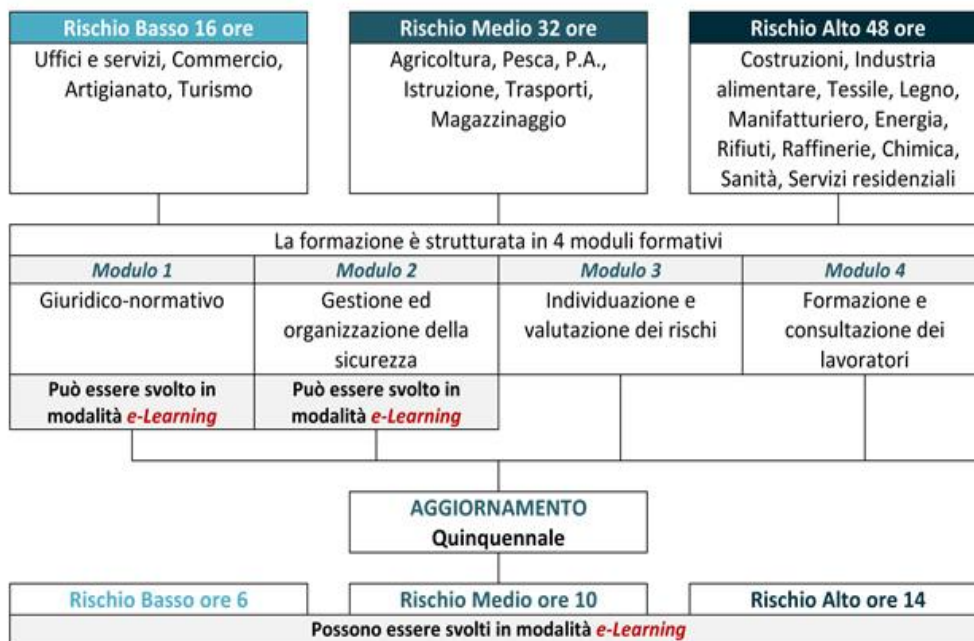 Rischio Basso 16 ore
Uffici e servizi, Commercio,
Artigianato, Turismo
Rischio Medio 32 ore
Agricoltura, Pesca, P.A.,
Istruzione, Trasporti,
Magazzinaggio
Rischio Alto 48 ore
Costruzioni, Industria
alimentare, Tessile, Legno,
Manifatturiero, Energia,
Rifiuti, Raffinerie, Chimica,
Sanità, Servizi residenziali
La formazione è strutturata in 4 moduli formativi
Modulo 1
Giuridico-normativo
Può essere svolto in
modalità e-Learning
Modulo 2
Gestione ed
organizzazione della
sicurezza
Può essere svolto in
modalità e-Learning
Modulo 3
Individuazione e
valutazione dei rischi
Modulo 4
Formazione e
consultazione dei
lavoratori
AGGIORNAMENTO
Quinquennale
Rischio Basso ore 6
Rischio Medio ore 10
Rischio Alto ore 14
Possono essere svolti in modalità e-Learning